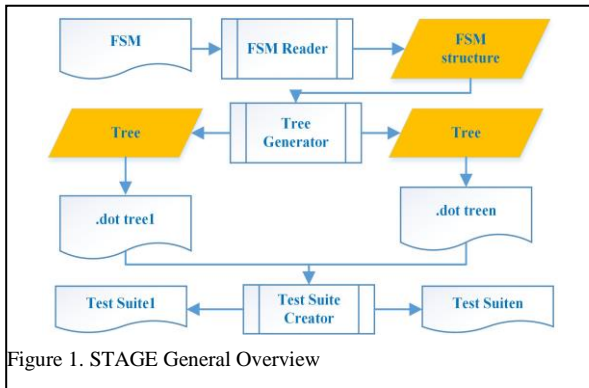 FSM
FSM Reader
FSM
structure
Tree
Tree
Generator
Tree
.dot tree1
.dot treen
Test Suite1
Test Suite
Creator
Test Suiten
Figure 1. STAGE General Overview